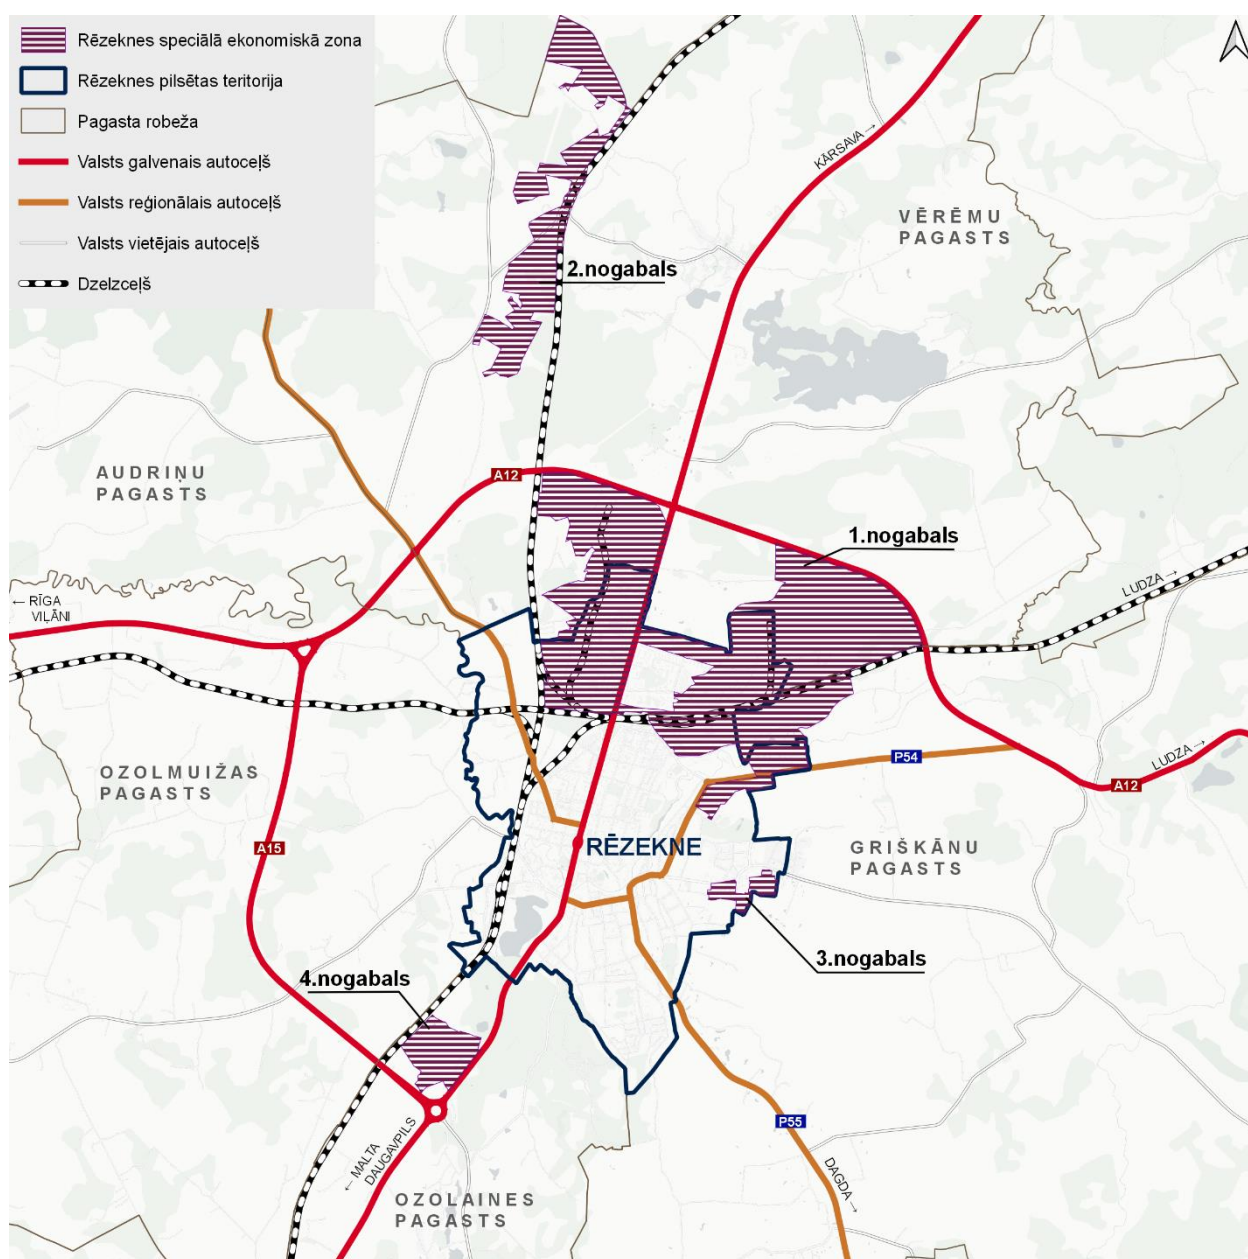 Rēzeknes speciālā ekonomiskā zona
Rēzeknes pilsētas teritorija
Pagasta robeža
Valsts galvenais autoceļš
Valsts reģionālais autoceļš
Valsts vietējais autoceļš
Dzelzceļš
KĀRSAVA →
VĒRĒMU
PAGASTS
2.nogabals
AUDRIŅU
PAGASTS
A12
1.nogabals
LUDZA →
← RĪGA
VIĻĀNI
OZOLMUIŽAS
PAGASTS
P54
LUDZA →
A12
A15
RĒZEKNE
GRIŠKĀNU
PAGASTS
3.nogabals
4.nogabals
P55
← MALTA
DAUGAVPILS
DAGDA →
OZOLAINES
PAGASTS